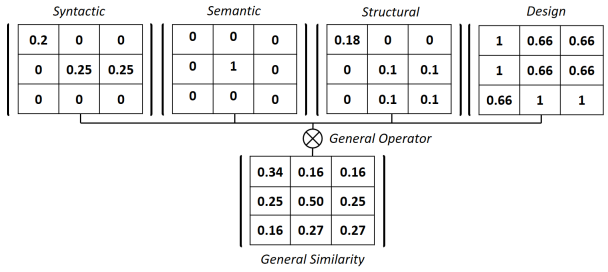 Syntactic Semantic Structural Design
0.2 0 0 0 0 0 0.18 0 0 1 0.66 0.66
0 0.25 0.25 0 1 0 0 0.1 0.1 1 0.66 0.66
0 0 0 0 0 0 0 0.1 0.1 0.66 1 1
General Operator
0.34 0.16 0.16
0.25 0.50 0.25
0.16 0.27 0.27
General Similarity